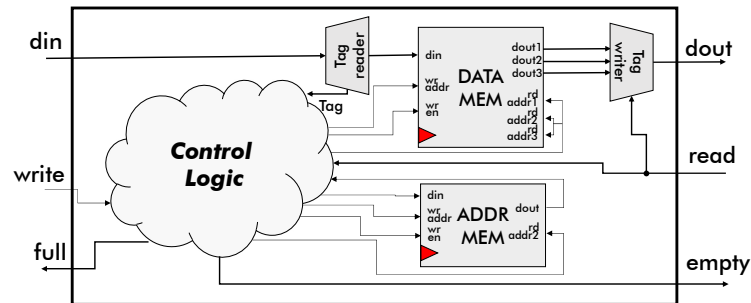 din
Tag reader
din
DATA MEM
wr addr
wr en
dout1
dout2
dout3
rd addr1
rd addr2
rd addr3
Tag writer
dout
Tag
Control Logic
write
full
read
din
wr addr
wr en
ADDR MEM
dout
rd addr2
empty